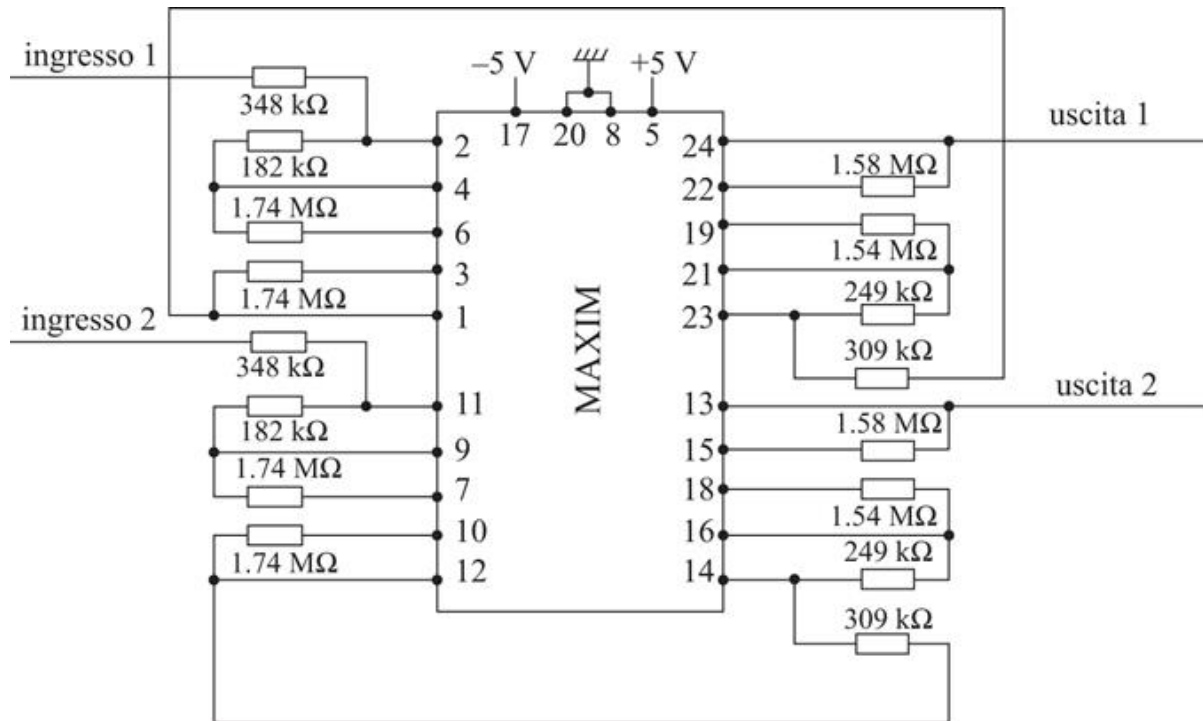 ingresso 1
348 kΩ
182 kΩ
1.74 MΩ
1.74 MΩ
ingresso 2
348 kΩ
182 kΩ
1.74 MΩ
1.74 MΩ
–5 V +5 V
17 20 8 5
2
4
6
3
1
11
9
7
10
12
MAXIM
24
22
19
21
23
13
15
18
16
14
uscita 1
1.58 MΩ
1.54 MΩ
249 kΩ
309 kΩ
uscita 2
1.58 MΩ
1.54 MΩ
249 kΩ
309 kΩ